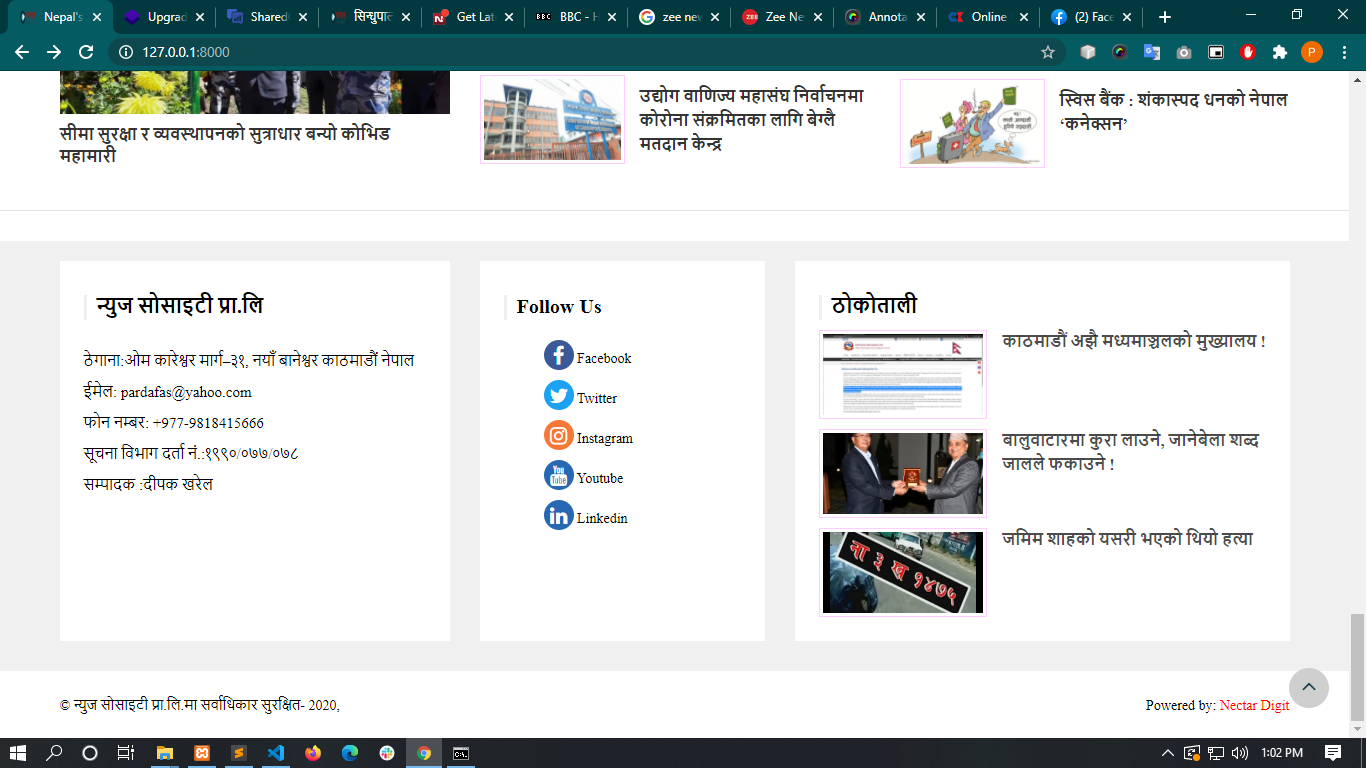 Nepal's
Upgrad
Shared
सिन्धुपाल
Get Lat
BBC - H
zee new
Zee Ne
Annota
Online
(2) Face
127.0.0.1:8000
सीमा सुरक्षा र व्यवस्थापनको सुत्राधार बन्यो कोभिड
महामारी
उद्योग वाणिज्य महासंघ निर्वाचनमा
कोरोना संक्रमितका लागि बेग्लै
मतदान केन्द्र
स्विस बैंक : शंकास्पद धनको नेपाल
‘कनेक्सन’
न्युज सोसाइटी प्रा.लि
ठेगाना:ओम कारेश्वर मार्ग–३१, नयाँ बानेश्वर काठमाडौं नेपाल
ईमेल: pardafas@yahoo.com
फोन नम्बर: +977-9818415666
सूचना विभाग दर्ता नं.:१९९०/०७७/०७८
सम्पादक :दीपक खरेल
Follow Us
Facebook
Twitter
Instagram
Youtube
Linkedin
ठोकोताली
काठमाडौं अझै मध्यमाञ्चलको मुख्यालय !
बालुवाटारमा कुरा लाउने, जानेबेला शब्द
जालले फकाउने !
जमिम शाहको यसरी भएको थियो हत्या
ना ३ ख १४७५
© न्युज सोसाइटी प्रा.लि.मा सर्वाधिकार सुरक्षित- 2020,
Powered by: Nectar Digit
1:02 PM